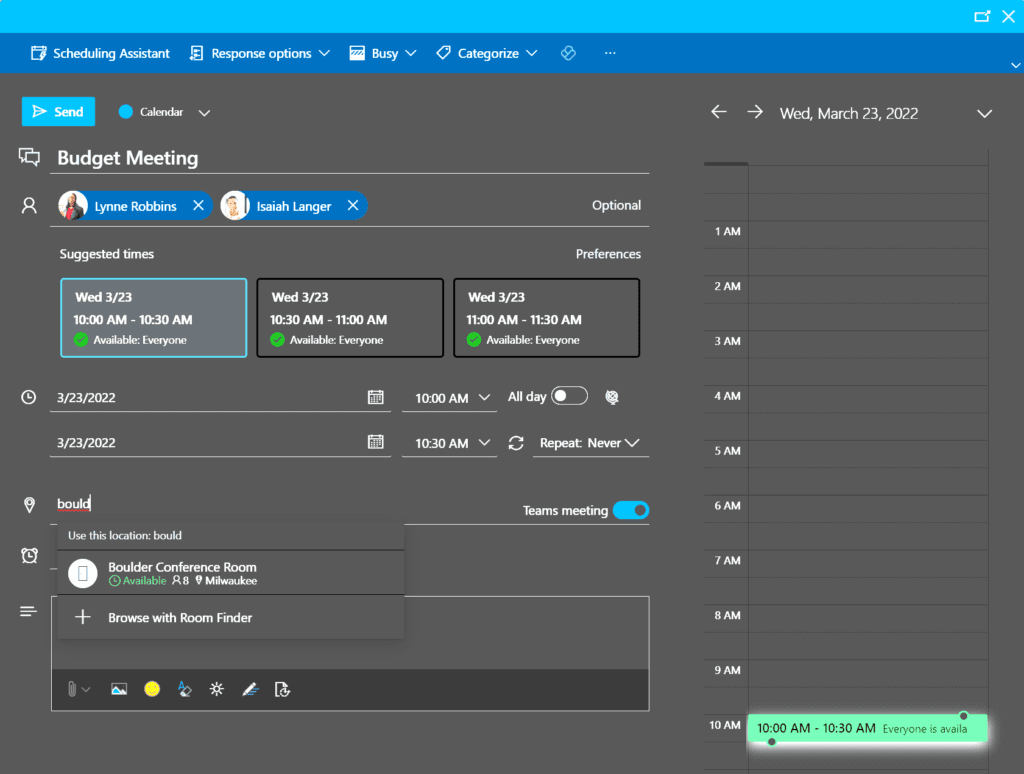 Scheduling Assistant Response options Busy Categorize ...
Send Calendar
Wed, March 23, 2022
Budget Meeting
Lynne Robbins Isaiah Langer Optional
Suggested times Preferences
Wed 3/23
10:00 AM - 10:30 AM
Available: Everyone
Wed 3/23
10:30 AM - 11:00 AM
Available: Everyone
Wed 3/23
11:00 AM - 11:30 AM
Available: Everyone
3/23/2022 10:00 AM All day
3/23/2022 10:30 AM Repeat: Never
bould
Teams meeting
Use this location: bould
Boulder Conference Room
Available 8 Milwaukee
Browse with Room Finder
1 AM
2 AM
3 AM
4 AM
5 AM
6 AM
7 AM
8 AM
9 AM
10 AM 10:00 AM - 10:30 AM Everyone is availa